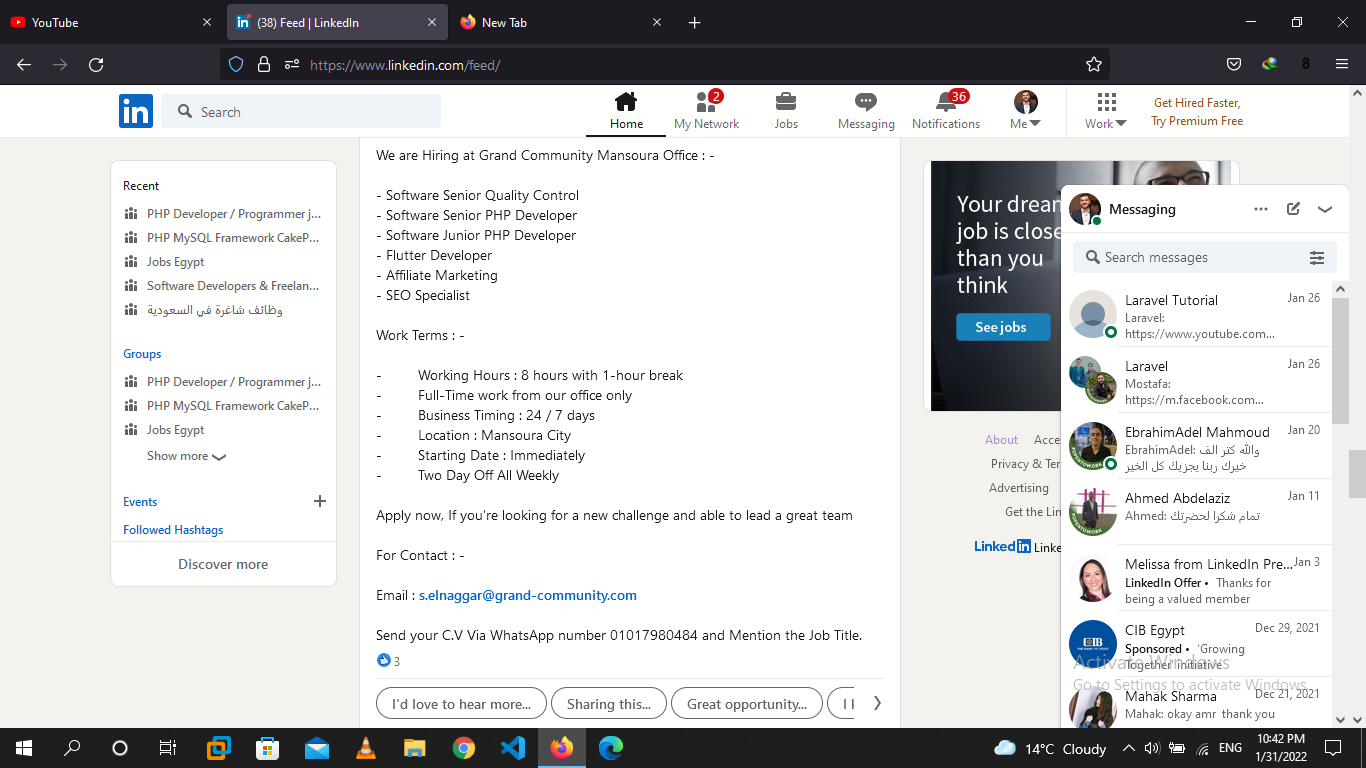 YouTube
(38) Feed | LinkedIn
New Tab
https://www.linkedin.com/feed/
8
in
Search
Home
2
My Network
Jobs
Messaging
36
Notifications
Me
Work
Get Hired Faster,
Try Premium Free
Recent
PHP Developer / Programmer j...
PHP MySQL Framework CakeP...
Jobs Egypt
Software Developers & Freelan...
وظائف شاغرة في السعودية
Groups
PHP Developer / Programmer j...
PHP MySQL Framework CakeP...
Jobs Egypt
Show more
Events
Followed Hashtags
Discover more
We are Hiring at Grand Community Mansoura Office : -
- Software Senior Quality Control
- Software Senior PHP Developer
- Software Junior PHP Developer
- Flutter Developer
- Affiliate Marketing
- SEO Specialist
Work Terms : -
- Working Hours : 8 hours with 1-hour break
- Full-Time work from our office only
- Business Timing : 24 / 7 days
- Location : Mansoura City
- Starting Date : Immediately
- Two Day Off All Weekly
Apply now, If you're looking for a new challenge and able to lead a great team
For Contact : -
Email : s.elnaggar@grand-community.com
Send your C.V Via WhatsApp number 01017980484 and Mention the Job Title.
3
I'd love to hear more...
Sharing this...
Great opportunity...
Your dream
job is close
than you
think
See jobs
About Acce
Privacy & Ter
Advertising
Get the Lin
LinkedIn Linke
Messaging
Search messages
Laravel Tutorial Jan 26
Laravel:
https://www.youtube.com...
Laravel Jan 26
Mostafa:
https://m.facebook.com...
EbrahimAdel Mahmoud Jan 20
EbrahimAdel: والله كتر الف
خيرك ربنا يجزيك كل الخير
Ahmed Abdelaziz Jan 11
Ahmed: تمام شكرا لحضرتك
Melissa from LinkedIn Pre... Jan 3
LinkedIn Offer • Thanks for
being a valued member
CIB
CIB Egypt Dec 29, 2021
Sponsored • 'Growing
Together' initiative
Mahak Sharma Dec 21, 2021
Mahak: okay amr thank you
Activate Windows
Go to Settings to activate Windows.
14°C Cloudy
ENG
10:42 PM
1/31/2022